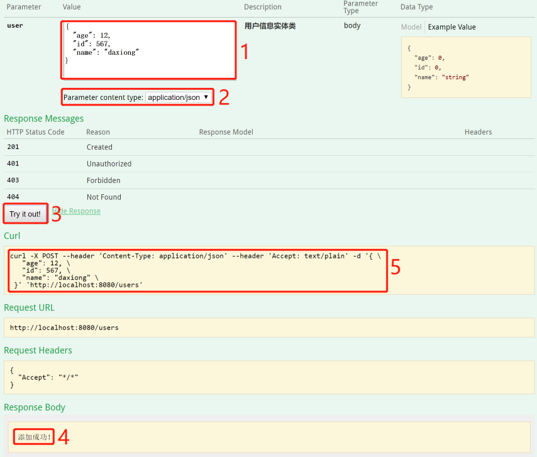 Parameter Value Description Parameter Type Data Type
user
{
"age": 12,
"id": 567,
"name": "daxiong"
}
1
用户信息实体类
body
Model Example Value
{
"age": 0,
"id": 0,
"name": "string"
}
Parameter content type: application/json ▼
2
Response Messages
HTTP Status Code Reason Response Model Headers
201 Created
401 Unauthorized
403 Forbidden
404 Not Found
Try it out! 3 Hide Response
Curl
curl -X POST --header 'Content-Type: application/json' --header 'Accept: text/plain' -d '{ \
"age": 12, \
"id": 567, \
"name": "daxiong" \
}' 'http://localhost:8080/users'
5
Request URL
http://localhost:8080/users
Request Headers
{
"Accept": "*/*"
}
Response Body
添加成功! 4